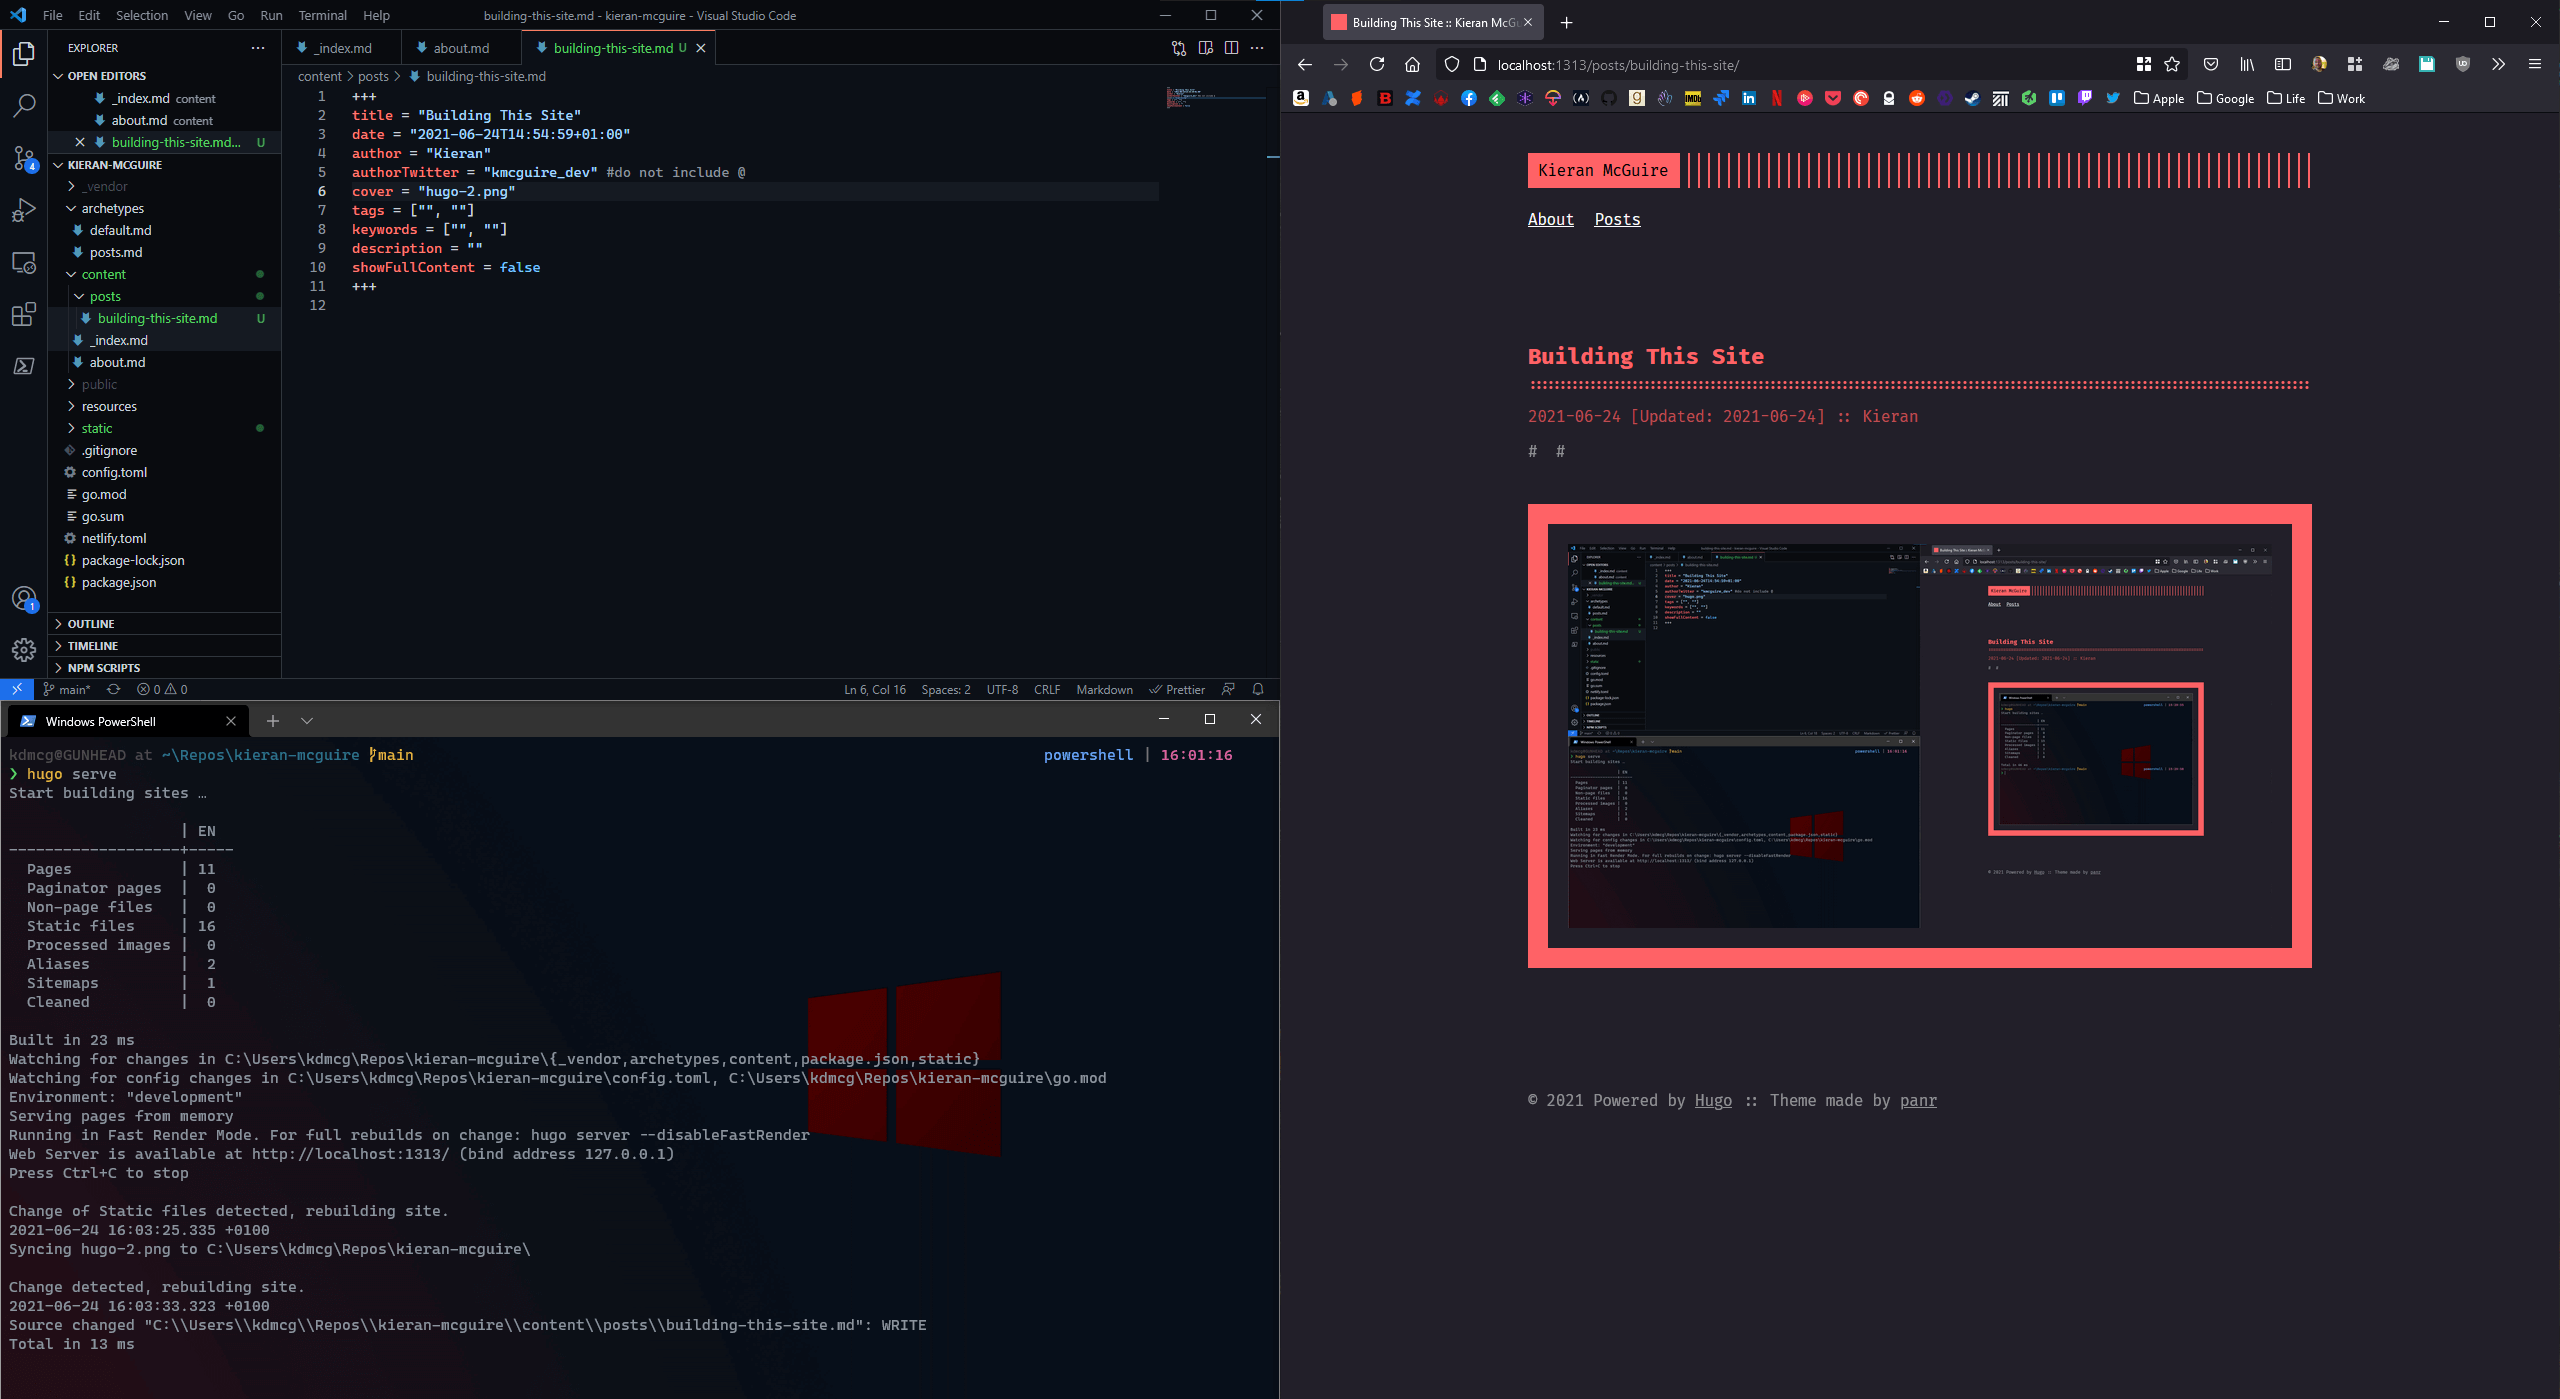 File Edit Selection View Go Run Terminal Help
building-this-site.md - kieran-mcguire - Visual Studio Code
EXPLORER
OPEN EDITORS
_index.md content
about.md content
building-this-site.md... U
KIERAN-MCGUIRE
_vendor
archetypes
default.md
posts.md
content
posts
building-this-site.md U
_index.md
about.md
public
resources
static
.gitignore
config.toml
go.mod
go.sum
netlify.toml
package-lock.json
package.json
OUTLINE
TIMELINE
NPM SCRIPTS
4
1
_index.md
about.md
building-this-site.md U
content > posts > building-this-site.md
1 +++
2 title = "Building This Site"
3 date = "2021-06-24T14:54:59+01:00"
4 author = "Kieran"
5 authorTwitter = "kmcguire_dev" #do not include @
6 cover = "hugo-2.png"
7 tags = ["", ""]
8 keywords = ["", ""]
9 description = ""
10 showFullContent = false
11 +++
12
main* 0 0
Ln 6, Col 16 Spaces: 2 UTF-8 CRLF Markdown Prettier
Windows PowerShell
kdmcg@GUNHEAD at ~\Repos\kieran-mcguire main
powershell | 16:01:16
❯ hugo serve
Start building sites …
| EN
-------------------+-----
Pages | 11
Paginator pages | 0
Non-page files | 0
Static files | 16
Processed images | 0
Aliases | 2
Sitemaps | 1
Cleaned | 0
Built in 23 ms
Watching for changes in C:\Users\kdmcg\Repos\kieran-mcguire\{_vendor,archetypes,content,package.json,static}
Watching for config changes in C:\Users\kdmcg\Repos\kieran-mcguire\config.toml, C:\Users\kdmcg\Repos\kieran-mcguire\go.mod
Environment: "development"
Serving pages from memory
Running in Fast Render Mode. For full rebuilds on change: hugo server --disableFastRender
Web Server is available at http://localhost:1313/ (bind address 127.0.0.1)
Press Ctrl+C to stop
Change of Static files detected, rebuilding site.
2021-06-24 16:03:25.335 +0100
Syncing hugo-2.png to C:\Users\kdmcg\Repos\kieran-mcguire\
Change detected, rebuilding site.
2021-06-24 16:03:33.323 +0100
Source changed "C:\\Users\\kdmcg\\Repos\\kieran-mcguire\\content\\posts\\building-this-site.md": WRITE
Total in 13 ms
Building This Site :: Kieran McGu
localhost:1313/posts/building-this-site/
Apple Google Life Work
Kieran McGuire
About Posts
Building This Site
2021-06-24 [Updated: 2021-06-24] :: Kieran
# #
© 2021 Powered by Hugo :: Theme made by panr